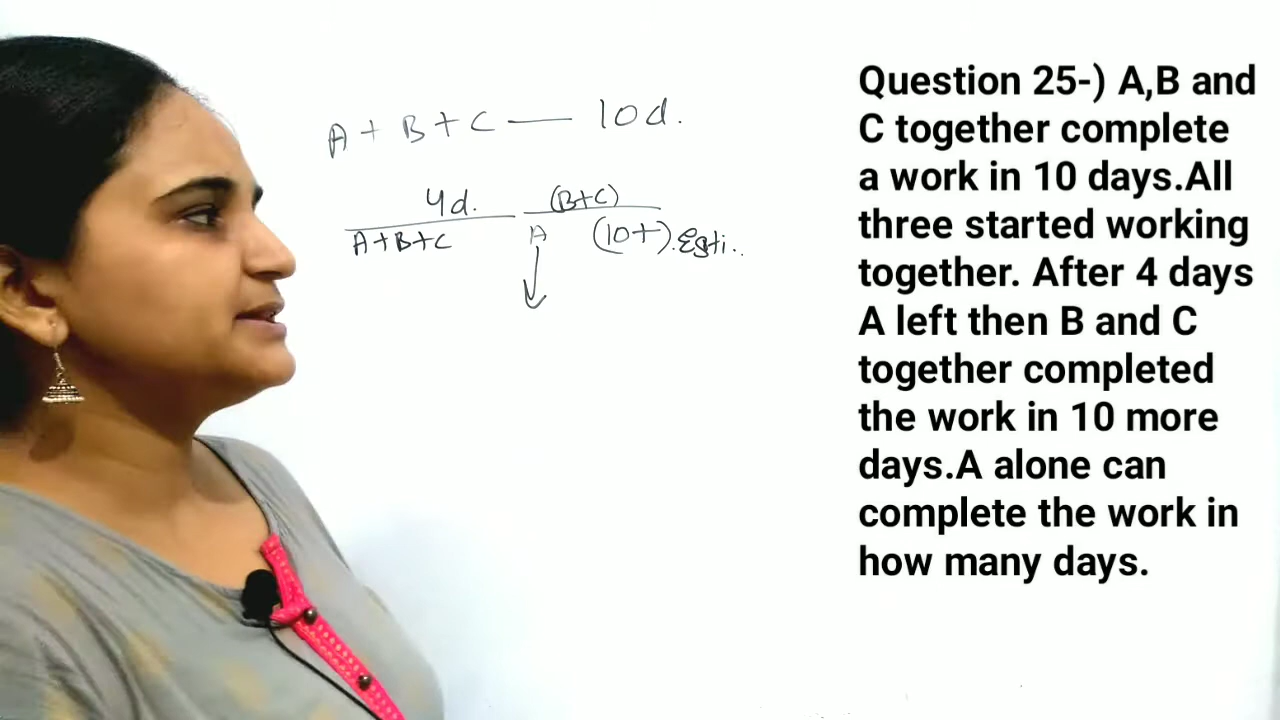 A + B + C — 10d.
4d. (B+C)
A+B+C A (10+).
Question 25-) A,B and
C together complete
a work in 10 days.All
three started working
together. After 4 days
A left then B and C
together completed
the work in 10 more
days.A alone can
complete the work in
how many days.